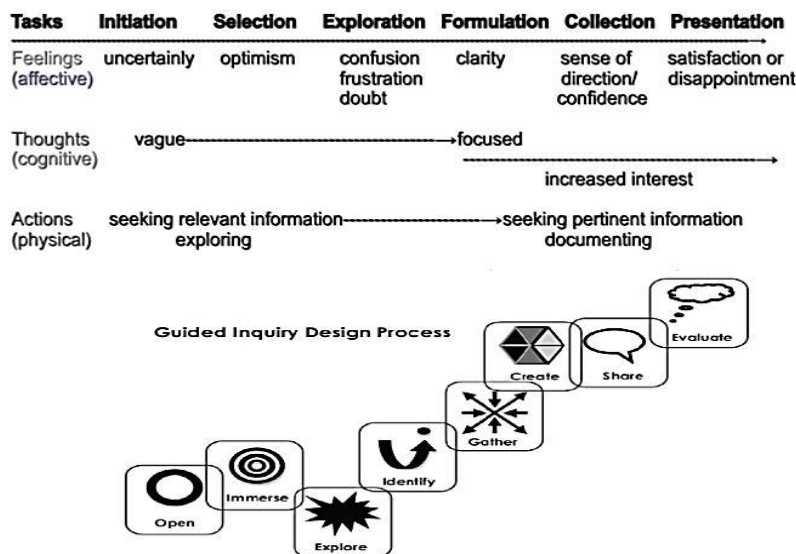 Tasks Initiation Selection Exploration Formulation Collection Presentation
Feelings uncertainly optimism confusion clarity sense of satisfaction or
(affective) frustration direction/ disappointment
doubt confidence
Thoughts vague focused
(cognitive)
increased interest
Actions seeking relevant information seeking pertinent information
(physical) exploring documenting
Guided Inquiry Design Process
Evaluate
Create Share
Gather
Identify
Immerse
Open
Explore